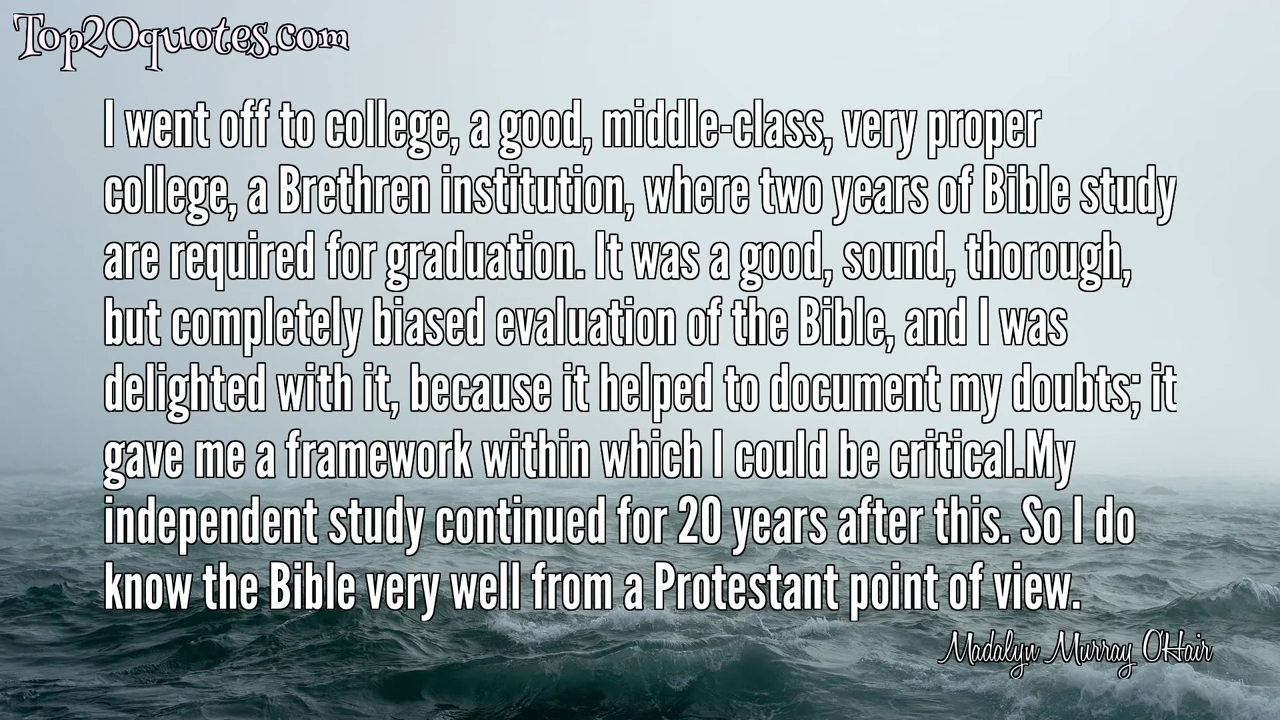 Top20quotes.com
I went off to college, a good, middle-class, very proper
college, a Brethren institution, where two years of Bible study
are required for graduation. It was a good, sound, thorough,
but completely biased evaluation of the Bible, and I was
delighted with it, because it helped to document my doubts; it
gave me a framework within which I could be critical.My
independent study continued for 20 years after this. So I do
know the Bible very well from a Protestant point of view.
Madalyn Murray O'Hair